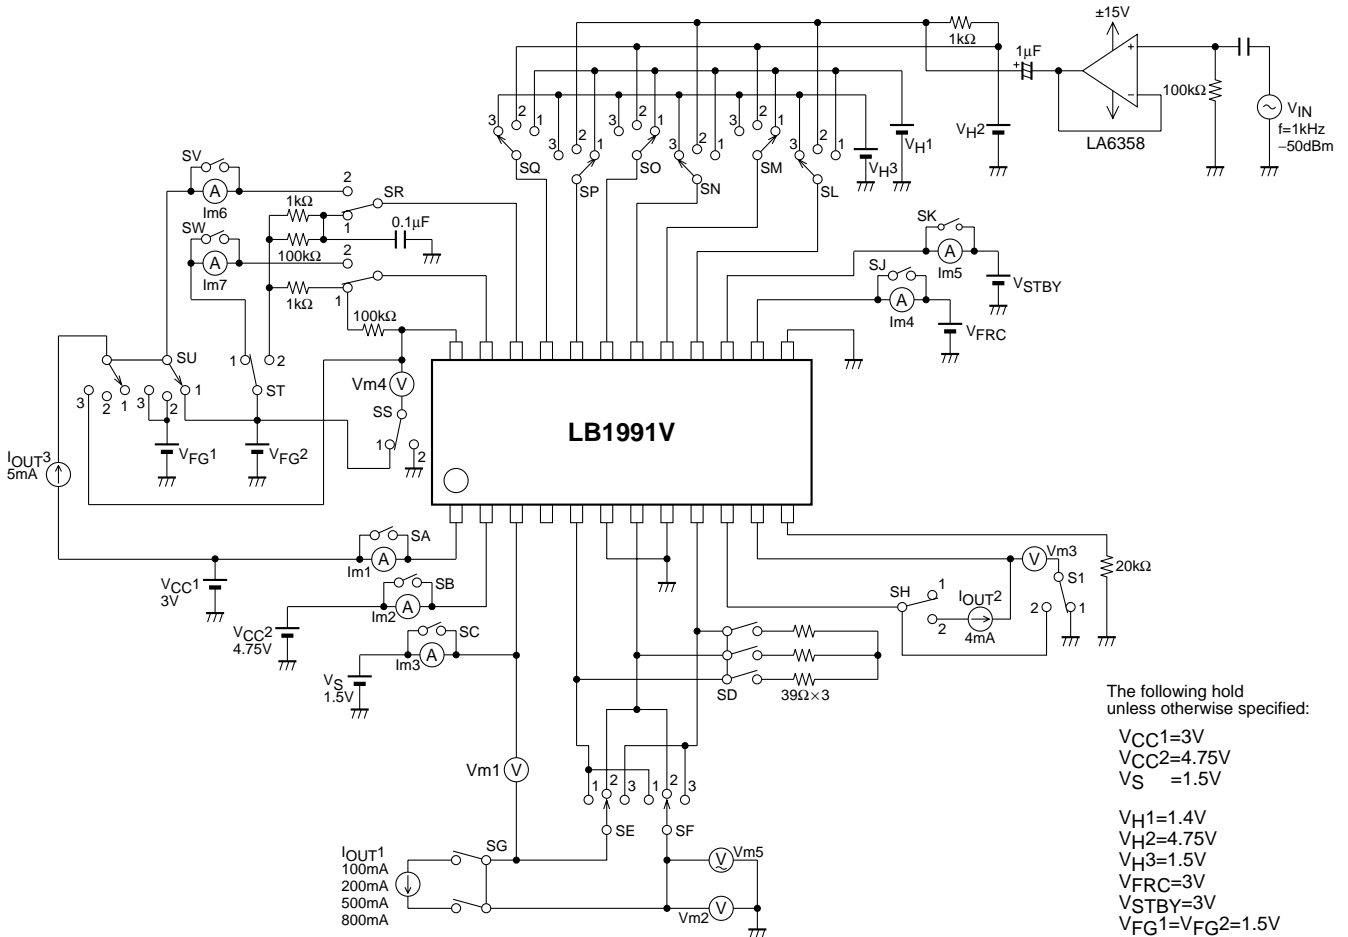 ±15V
1kΩ
1µF
+
+
−
100kΩ
LA6358
VIN
f=1kHz
−50dBm
3
2
1
3
2
1
3
2
1
3
2
1
3
2
1
3
2
1
VH1
VH2
VH3
SQ
SP
SO
SN
SM
SL
SV
A
Im6
2
SR
1kΩ
1
0.1µF
SW
A
Im7
100kΩ
2
1kΩ
1
100kΩ
SK
A
Im5
VSTBY
SJ
A
Im4
VFRC
SU
1
2
ST
3
2
1
3
2
1
Vm4
V
SS
1
2
VFG1
VFG2
LB1991V
IOUT3
5mA
SA
A
Im1
VCC1
3V
SB
A
Im2
VCC2
4.75V
SC
A
Im3
VS
1.5V
V
Vm3
S1
20kΩ
SH
1
2
IOUT2
4mA
2
1
SD
39Ω×3
Vm1
V
1
2
3
1
2
3
SE
SF
IOUT1
100mA
200mA
500mA
800mA
SG
V
Vm5
Vm2
V
The following hold
unless otherwise specified:
VCC1=3V
VCC2=4.75V
VS =1.5V
VH1=1.4V
VH2=4.75V
VH3=1.5V
VFRC=3V
VSTBY=3V
VFG1=VFG2=1.5V